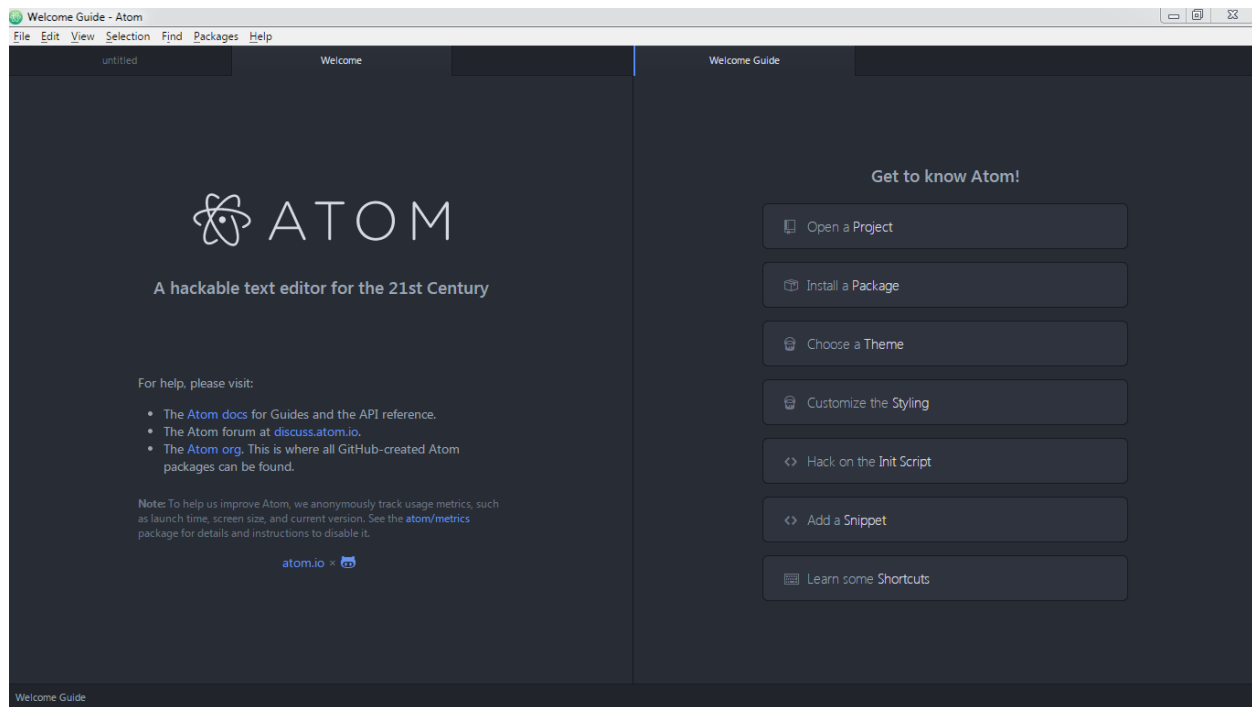 Welcome Guide - Atom
File Edit View Selection Find Packages Help
untitled
Welcome
Welcome Guide
ATOM
A hackable text editor for the 21st Century
For help, please visit:
• The Atom docs for Guides and the API reference.
• The Atom forum at discuss.atom.io.
• The Atom org. This is where all GitHub-created Atom
packages can be found.
Note: To help us improve Atom, we anonymously track usage metrics, such
as launch time, screen size, and current version. See the atom/metrics
package for details and instructions to disable it.
atom.io ×
Get to know Atom!
Open a Project
Install a Package
Choose a Theme
Customize the Styling
Hack on the Init Script
Add a Snippet
Learn some Shortcuts
Welcome Guide